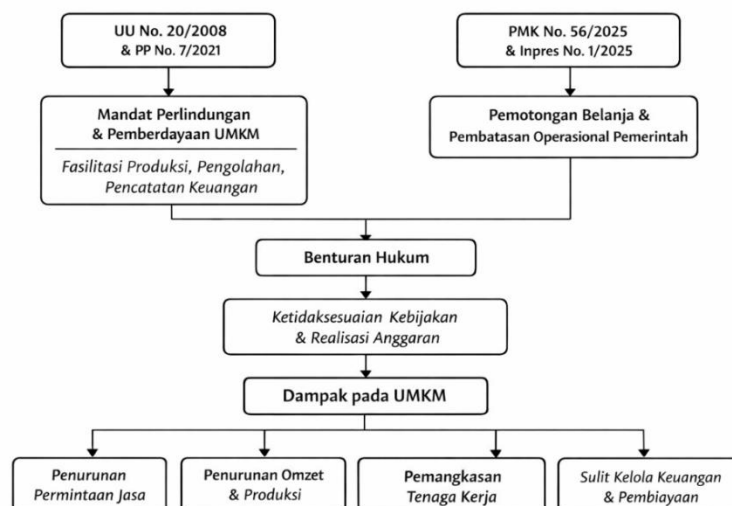 UU No. 20/2008
& PP No. 7/2021
PMK No. 56/2025
& Inpres No. 1/2025
Mandat Perlindungan
& Pemberdayaan UMKM
Fasilitasi Produksi, Pengolahan,
Pencatatan Keuangan
Pemotongan Belanja &
Pembatasan Operasional Pemerintah
Benturan Hukum
Ketidaksesuaian Kebijakan
& Realisasi Anggaran
Dampak pada UMKM
Penurunan
Permintaan Jasa
Penurunan Omzet
& Produksi
Pemangkasan
Tenaga Kerja
Sulit Kelola Keuangan
& Pembiayaan